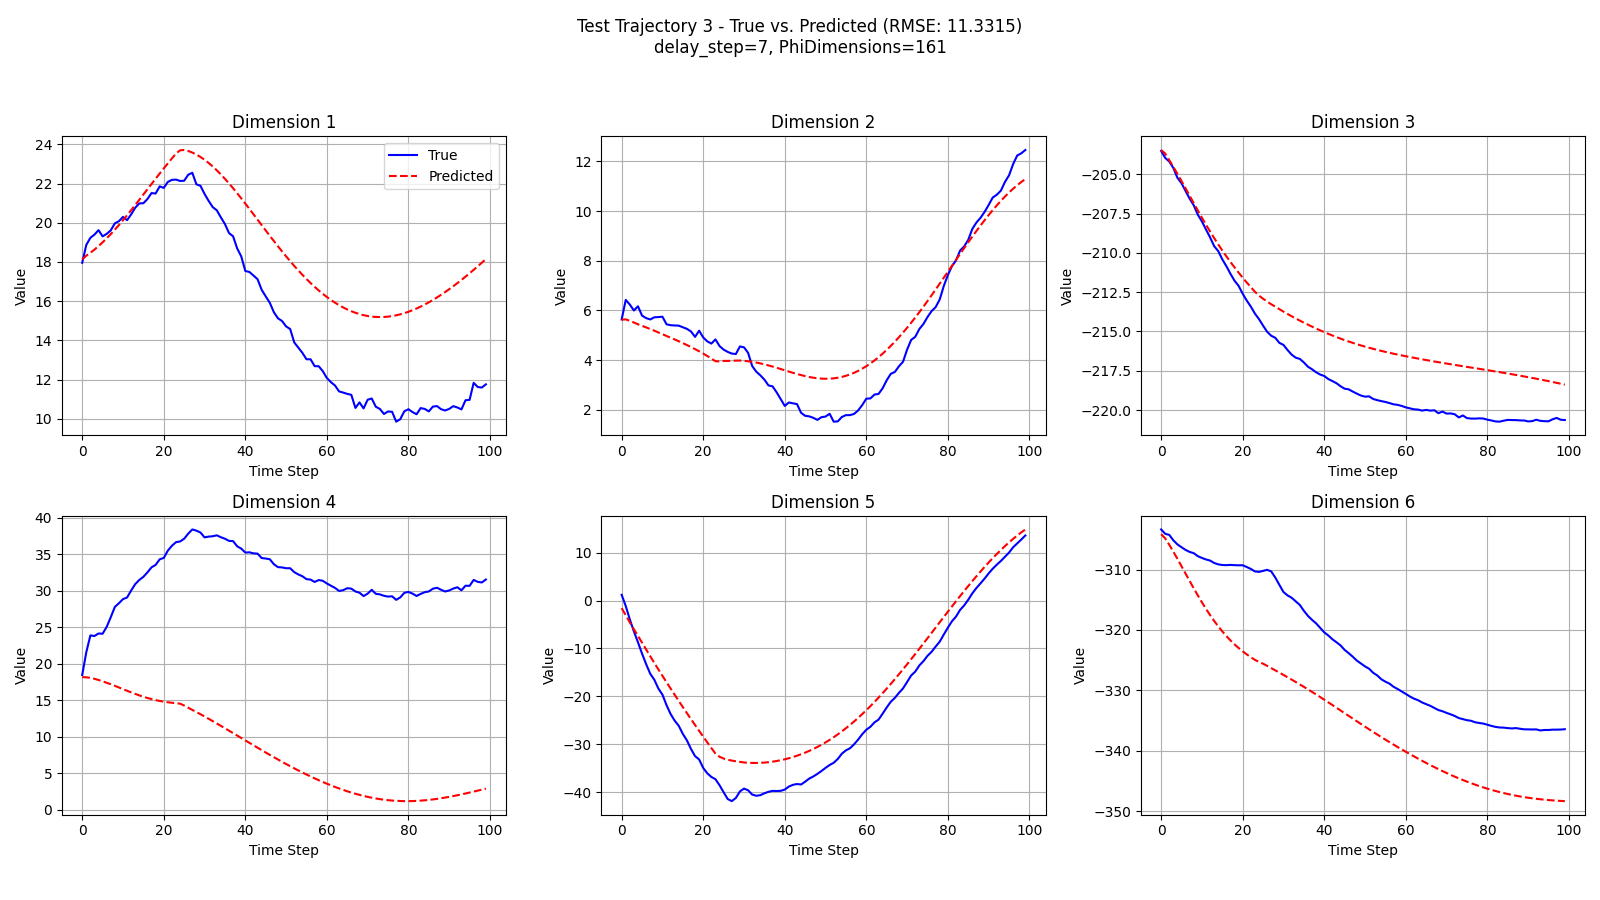 Test Trajectory 3 - True vs. Predicted (RMSE: 11.3315)
delay_step=7, PhiDimensions=161
Dimension 1
24
22
20
18
16
14
12
10
Value
0 20 40 60 80 100
Time Step
True
Predicted
Dimension 2
12
10
8
6
4
2
Value
0 20 40 60 80 100
Time Step
Dimension 3
−205.0
−207.5
−210.0
−212.5
−215.0
−217.5
−220.0
Value
0 20 40 60 80 100
Time Step
Dimension 4
40
35
30
25
20
15
10
5
0
Value
0 20 40 60 80 100
Time Step
Dimension 5
10
0
−10
−20
−30
−40
Value
0 20 40 60 80 100
Time Step
Dimension 6
−310
−320
−330
−340
−350
Value
0 20 40 60 80 100
Time Step